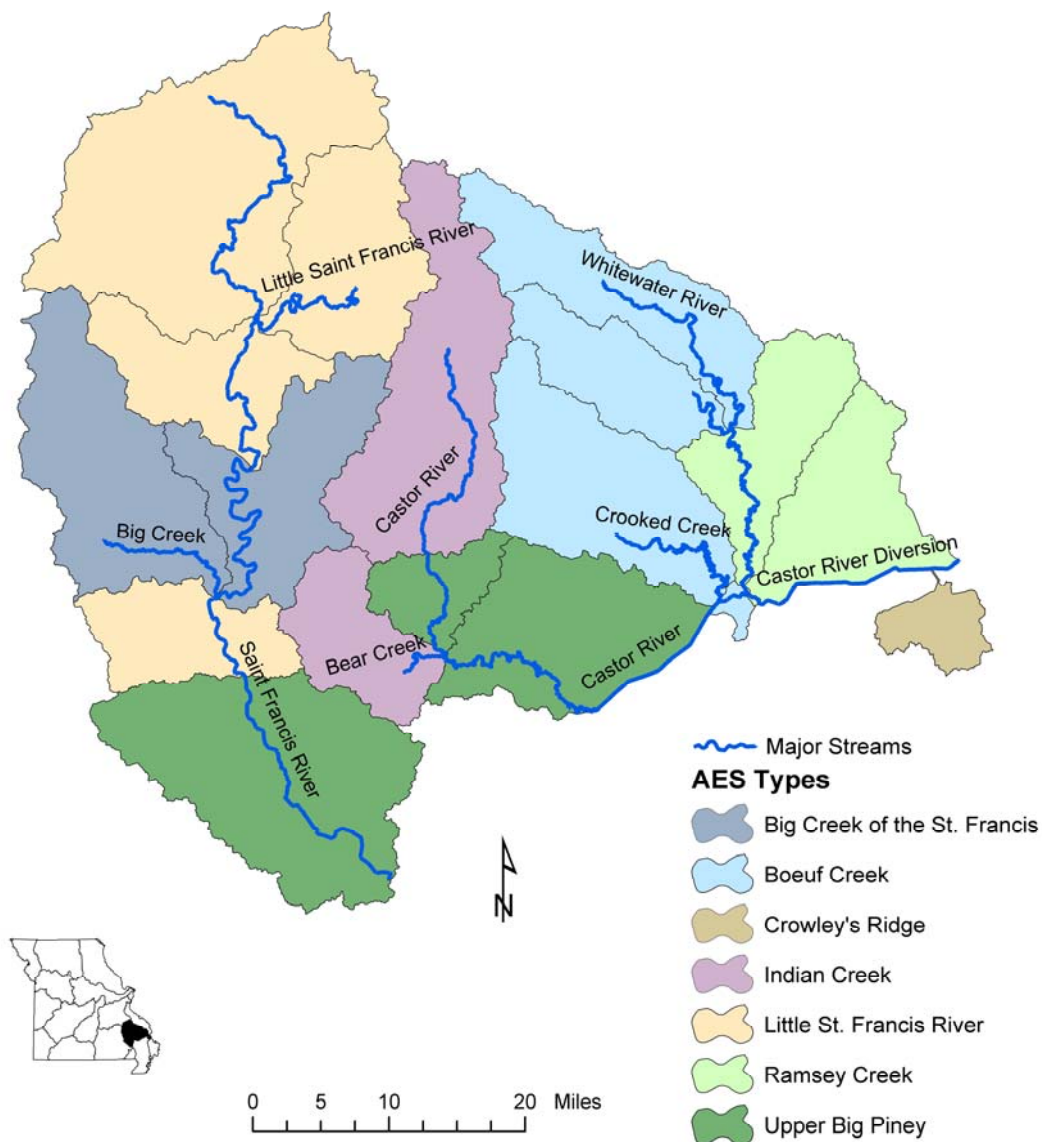 Little Saint Francis River
Whitewater River
Castor River
Big Creek
Crooked Creek
Castor River Diversion
Bear Creek
Castor River
Saint Francis River
N
Major Streams
AES Types
Big Creek of the St. Francis
Boeuf Creek
Crowley's Ridge
Indian Creek
Little St. Francis River
Ramsey Creek
Upper Big Piney
0 5 10 20 Miles